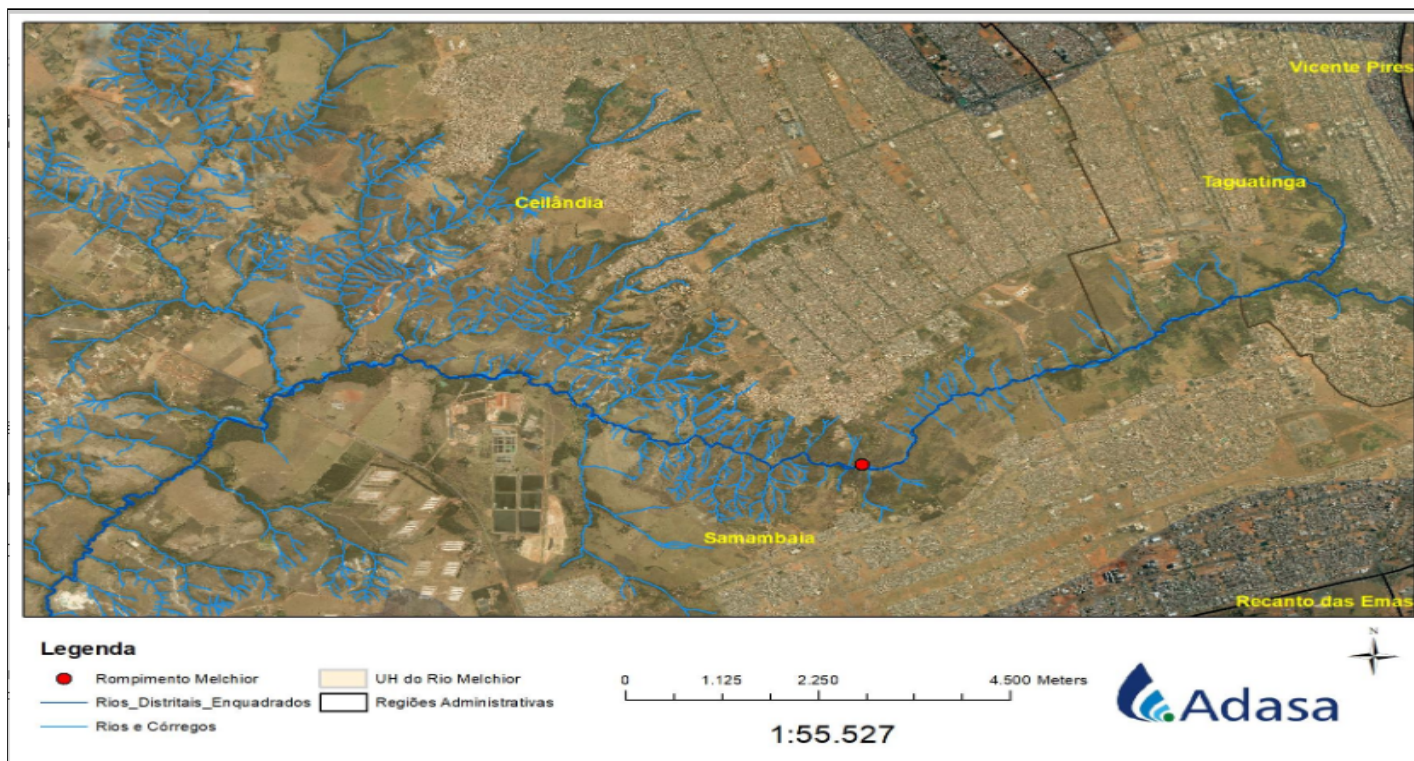 Vicente Pires
Taguatinga
Ceilândia
Samambaia
Recanto das Emas
Legenda
Rompimento Melchior
Rios_Distritais_Enquadrados
Rios e Córregos
UH do Rio Melchior
Regiões Administrativas
0 1.125 2.250 4.500 Meters
1:55.527
N
Adasa